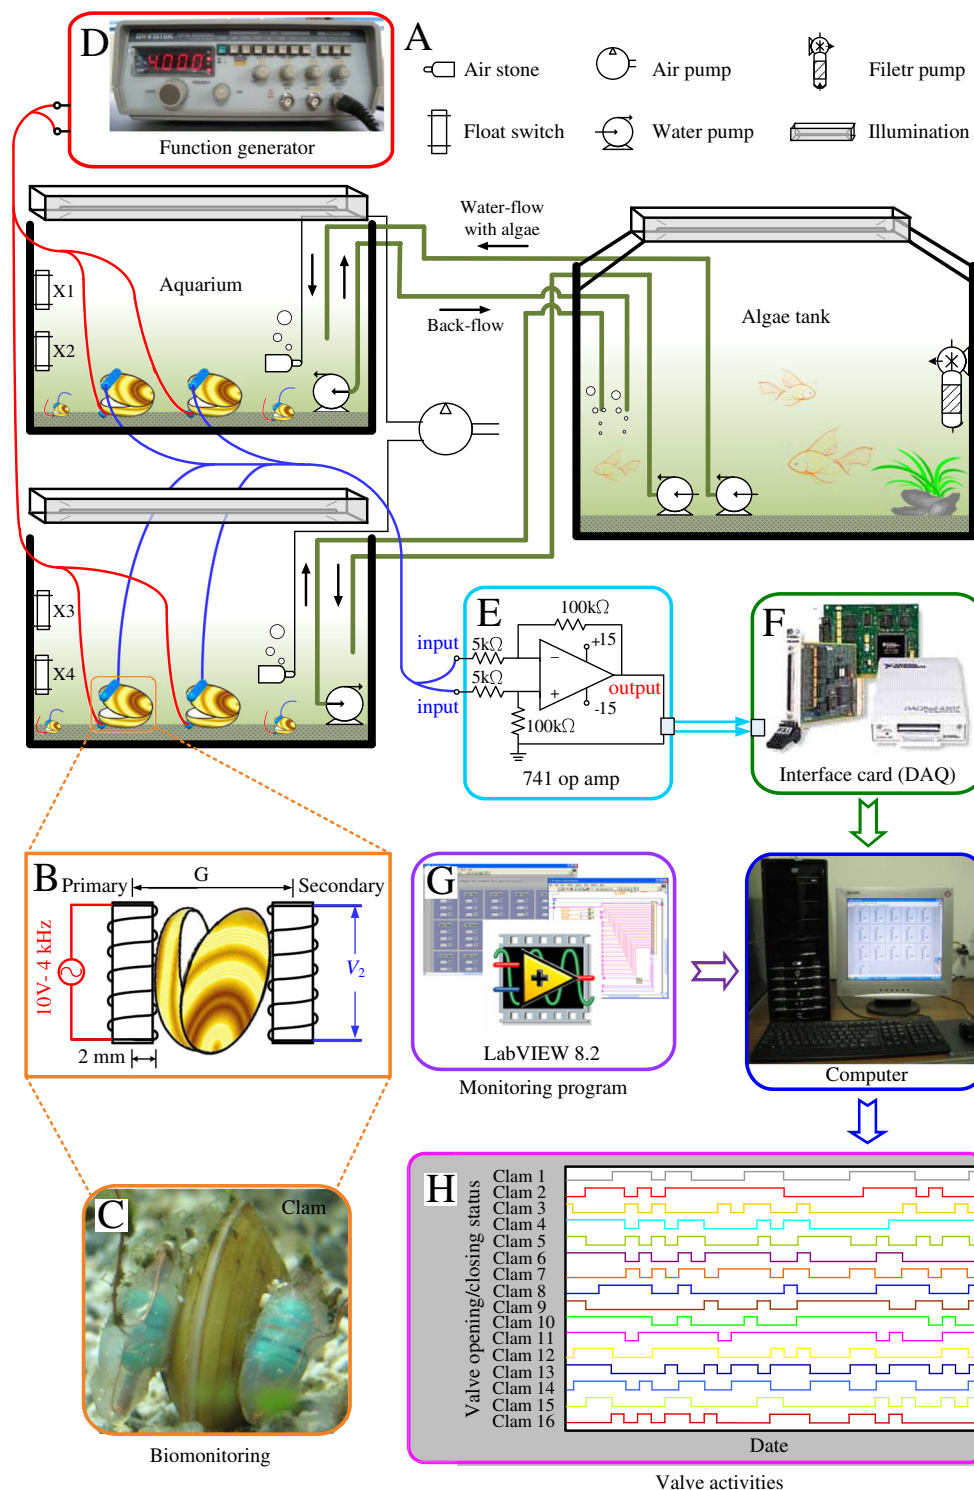 D
GWINSTEK
4.000
Function generator
A
Air stone
Air pump
Filetr pump
Float switch
Water pump
Illumination
Water-flow
with algae
Back-flow
X1
X2
Aquarium
Algae tank
X3
X4
E
input
input
5kΩ
5kΩ
100kΩ
100kΩ
+15
-15
output
741 op amp
F
Interface card (DAQ)
B
Primary
G
Secondary
10V- 4 kHz
V2
2 mm
G
LabVIEW 8.2
Monitoring program
Computer
C
Clam
Biomonitoring
H
Valve opening/closing status
Clam 1
Clam 2
Clam 3
Clam 4
Clam 5
Clam 6
Clam 7
Clam 8
Clam 9
Clam 10
Clam 11
Clam 12
Clam 13
Clam 14
Clam 15
Clam 16
Date
Valve activities